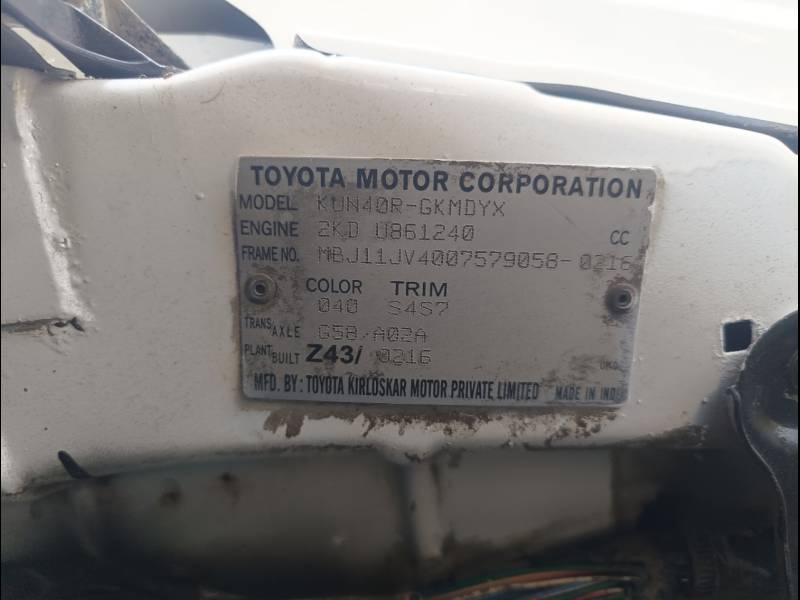 TOYOTA MOTOR CORPORATION
MODEL KUN40R-GKMDYX
ENGINE 2KD U861240 CC
FRAME NO. MBJ11JV4007579058-0216
COLOR TRIM
040 S4S7
TRANS/AXLE G58/A02A
PLANT/BUILT Z43i 0216
MFD. BY: TOYOTA KIRLOSKAR MOTOR PRIVATE LIMITED MADE IN INDIA